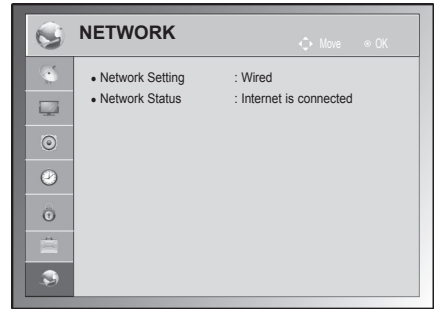 NETWORK
Move OK
• Network Setting : Wired
• Network Status : Internet is connected